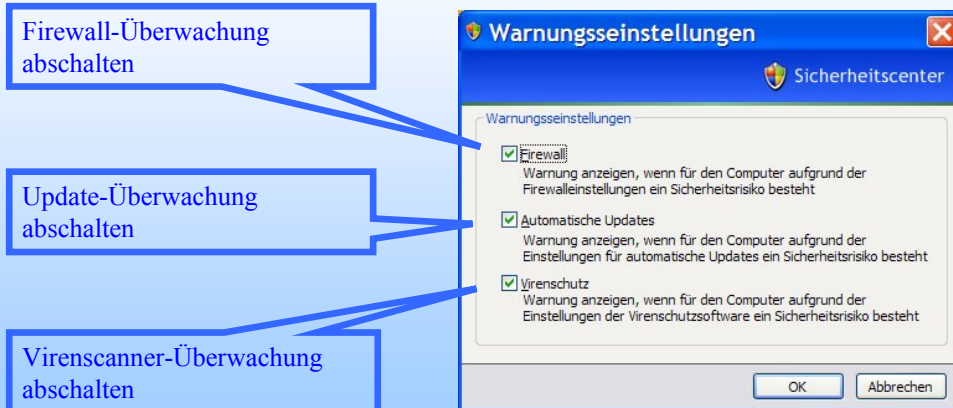 Firewall-Überwachung
abschalten
Update-Überwachung
abschalten
Virenscanner-Überwachung
abschalten
Warnungsseinstellungen
Sicherheitscenter
Warnungsseinstellungen
Firewall
Warnung anzeigen, wenn für den Computer aufgrund der
Firewalleinstellungen ein Sicherheitsrisiko besteht
Automatische Updates
Warnung anzeigen, wenn für den Computer aufgrund der
Einstellungen für automatische Updates ein Sicherheitsrisiko besteht
Virenschutz
Warnung anzeigen, wenn für den Computer aufgrund der
Einstellungen der Virenschutzsoftware ein Sicherheitsrisiko besteht
OK
Abbrechen